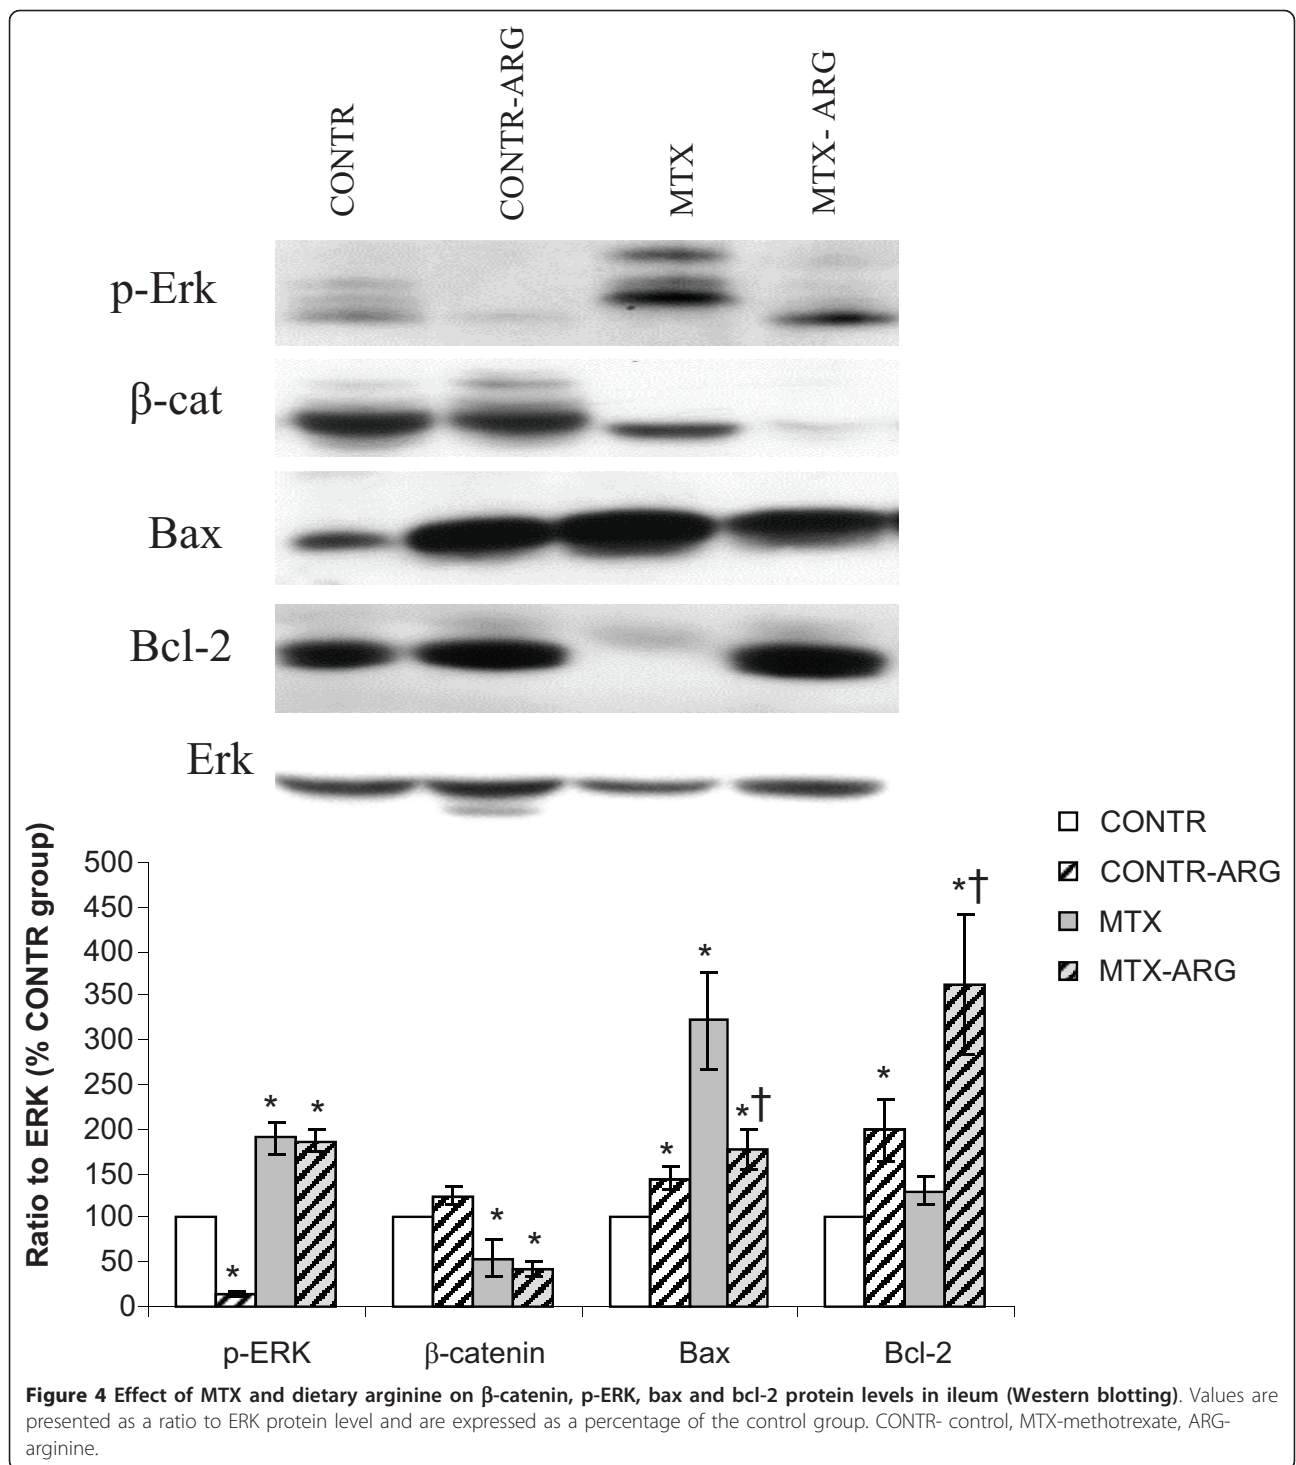 CONTR
CONTR-ARG
MTX
MTX- ARG
p-Erk
β-cat
Bax
Bcl-2
Erk
CONTR
CONTR-ARG
MTX
MTX-ARG
Ratio to ERK (% CONTR group)
500
450
400
350
300
250
200
150
100
50
0
*
*
*
*
*
*
*
*†
*
*†
p-ERK
β-catenin
Bax
Bcl-2
Figure 4 Effect of MTX and dietary arginine on β-catenin, p-ERK, bax and bcl-2 protein levels in ileum (Western blotting). Values are
presented as a ratio to ERK protein level and are expressed as a percentage of the control group. CONTR- control, MTX-methotrexate, ARG-
arginine.